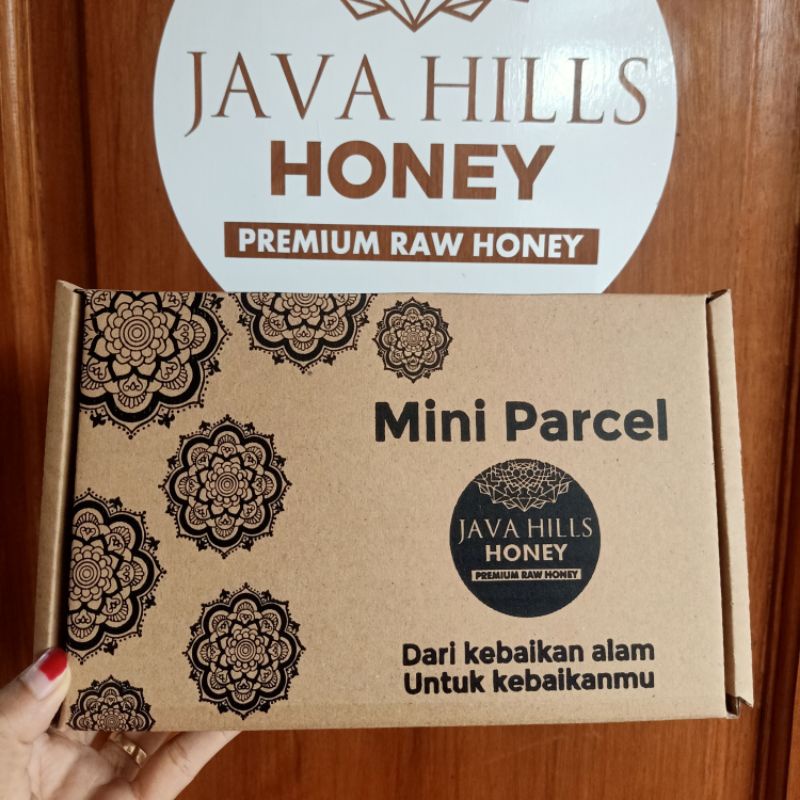 JAVA HILLS
HONEY
PREMIUM RAW HONEY
Mini Parcel
JAVA HILLS
HONEY
PREMIUM RAW HONEY
Dari kebaikan alam
Untuk kebaikanmu